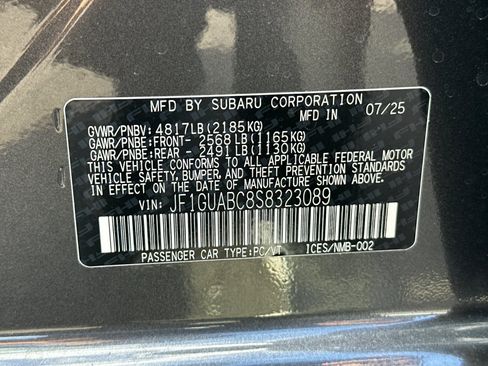 MFD BY SUBARU CORPORATION
MFD IN 07/25
GVWR/PNBV: 4817LB(2185KG)
GAWR/PNBE:FRONT- 2568LB(1165KG)
GAWR/PNBE:REAR - 2491LB(1130KG)
THIS VEHICLE CONFORMS TO ALL APPLICABLE FEDERAL MOTOR
VEHICLE SAFETY, BUMPER, AND THEFT PREVENTION STANDARDS
IN EFFECT ON THE DATE OF MANUFACTURE SHOWN ABOVE.
VIN: JF1GUABC8S8323089
PASSENGER CAR TYPE:PC/VT ICES/NMB-002